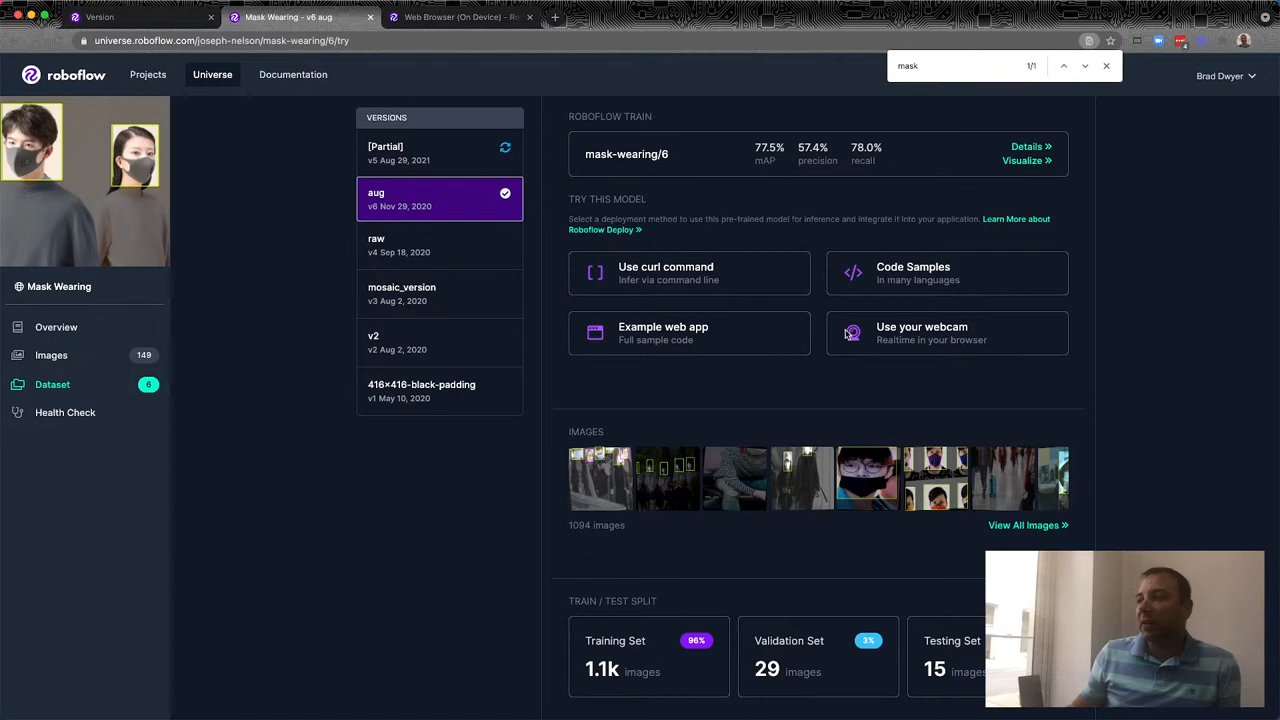 Version
Mask Wearing - v6 aug
Web Browser (On Device) - Ro
universe.roboflow.com/joseph-nelson/mask-wearing/6/try
4
mask
1/1
roboflow
Projects
Universe
Documentation
Brad Dwyer
Mask Wearing
Overview
Images
149
Dataset
6
Health Check
VERSIONS
[Partial]
v5 Aug 29, 2021
aug
v6 Nov 29, 2020
raw
v4 Sep 18, 2020
mosaic_version
v3 Aug 2, 2020
v2
v2 Aug 2, 2020
416x416-black-padding
v1 May 10, 2020
ROBOFLOW TRAIN
mask-wearing/6
77.5%
mAP
57.4%
precision
78.0%
recall
Details »
Visualize »
TRY THIS MODEL
Select a deployment method to use this pre-trained model for inference and integrate it into your application. Learn More about
Roboflow Deploy »
Use curl command
Infer via command line
Code Samples
In many languages
Example web app
Full sample code
Use your webcam
Realtime in your browser
IMAGES
1094 images
View All Images »
TRAIN / TEST SPLIT
Training Set
96%
1.1k images
Validation Set
3%
29 images
Testing Set
15 images